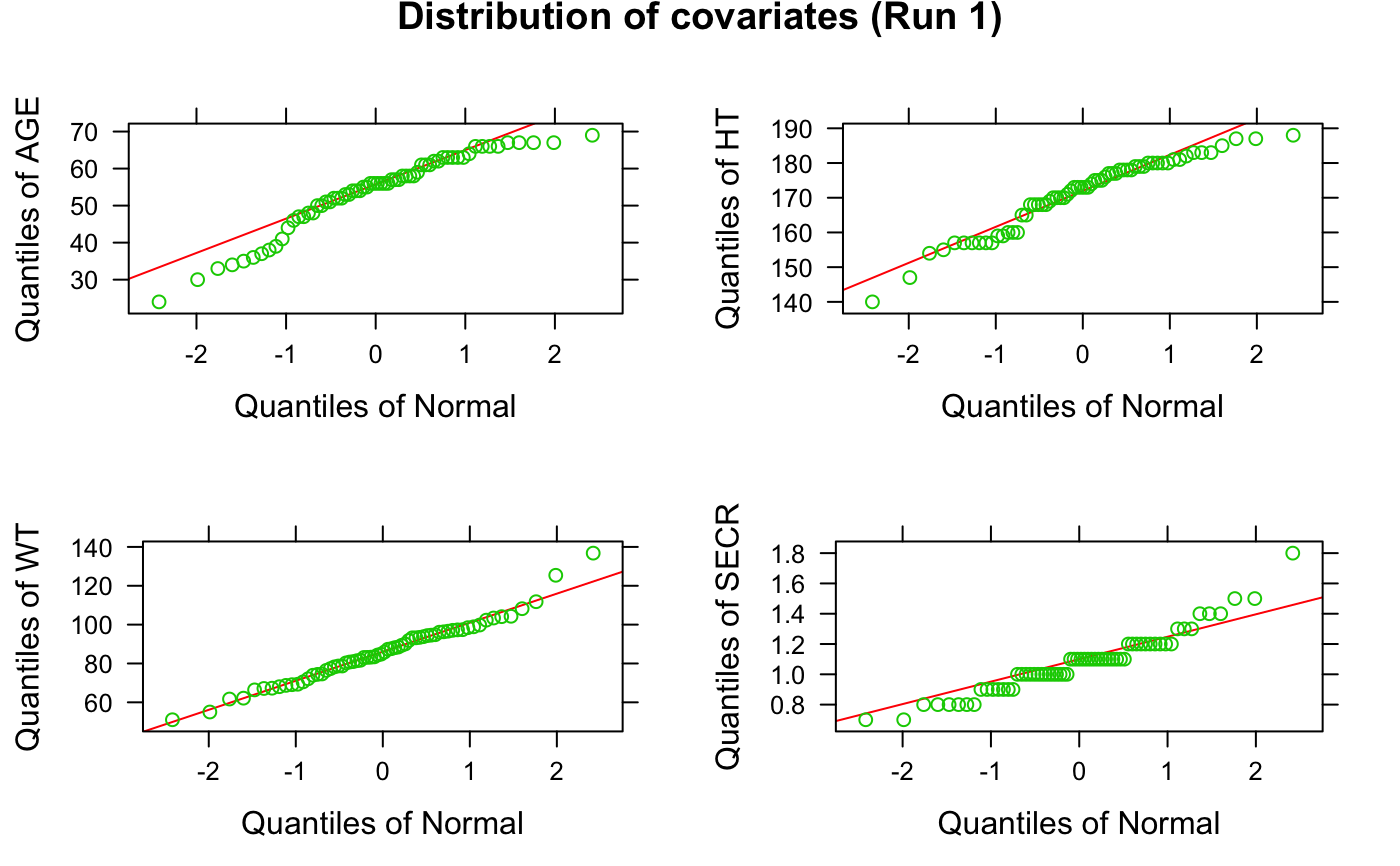 Distribution of covariates (Run 1)
Quantiles of AGE
70
60
50
40
30
-2 -1 0 1 2
Quantiles of Normal
Quantiles of HT
190
180
170
160
150
140
-2 -1 0 1 2
Quantiles of Normal
Quantiles of WT
140
120
100
80
60
-2 -1 0 1 2
Quantiles of Normal
Quantiles of SECR
1.8
1.6
1.4
1.2
1.0
0.8
-2 -1 0 1 2
Quantiles of Normal